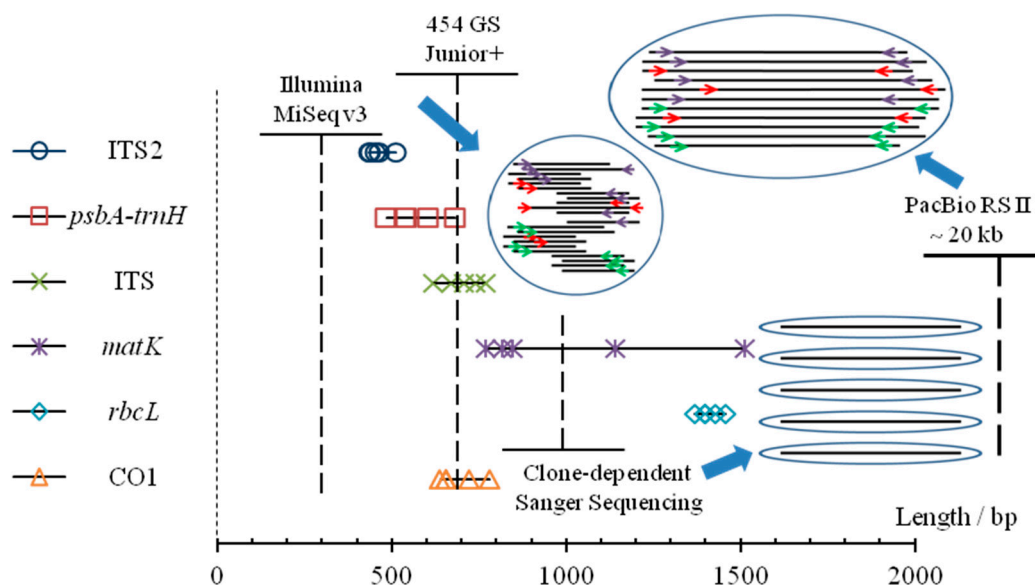 454 GS
Junior+
Illumina
MiSeq v3
ITS2
psbA-trnH
PacBio RS II
~ 20 kb
ITS
matK
rbcL
Clone-dependent
Sanger Sequencing
CO1
Length / bp
0 500 1000 1500 2000